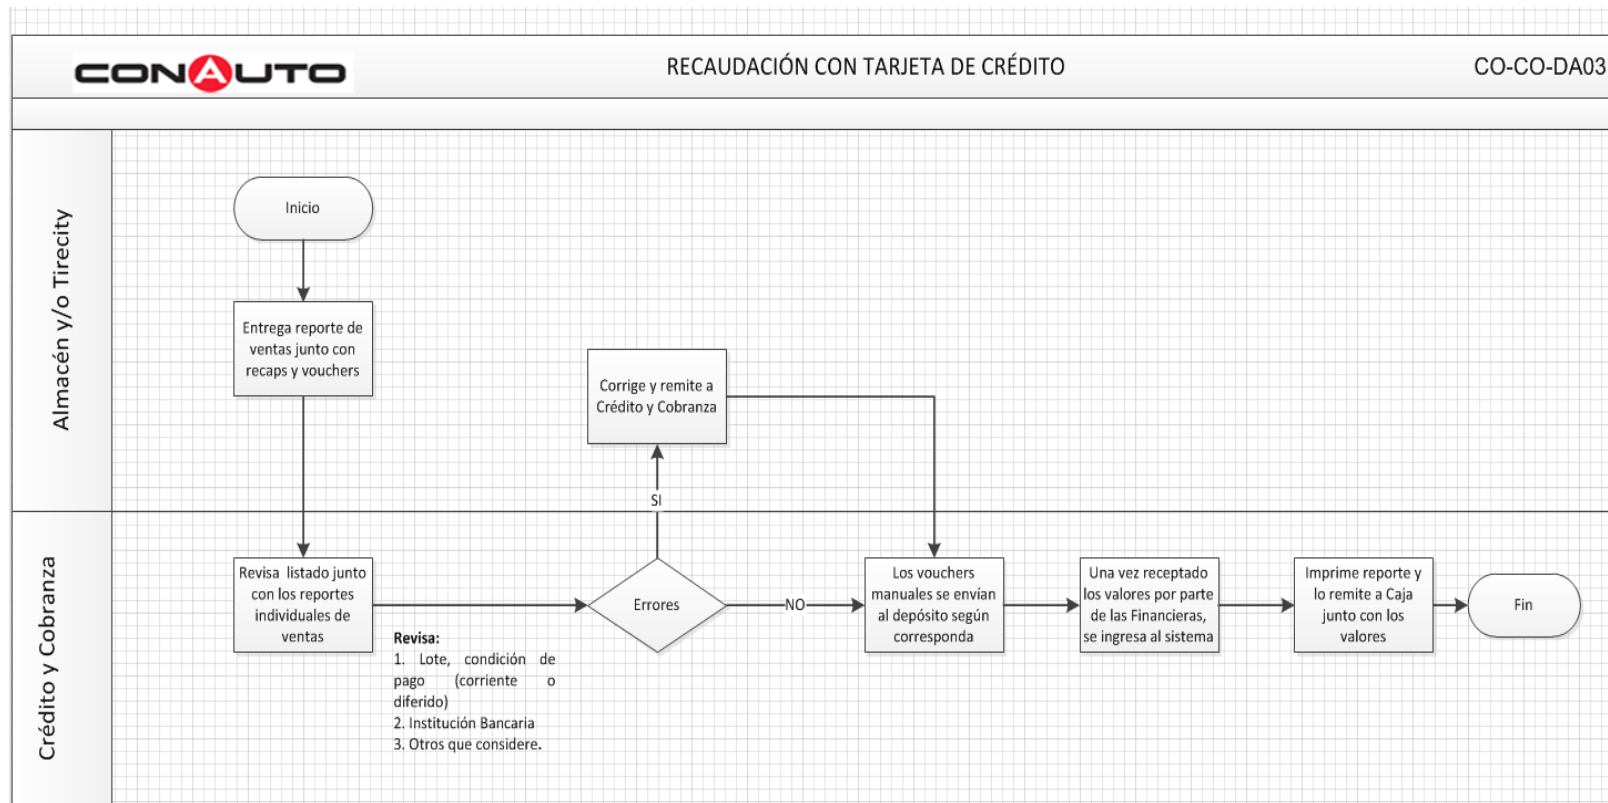 CONAUTO
RECAUDACIÓN CON TARJETA DE CRÉDITO
CO-CO-DA03
Almacén y/o Tirecity
Inicio
Entrega reporte de
ventas junto con
recaps y vouchers
Corrige y remite a
Crédito y Cobranza
SI
Crédito y Cobranza
Revisa listado junto
con los reportes
individuales de
ventas
Revisa:
1. Lote, condición de
pago (corriente o
diferido)
2. Institución Bancaria
3. Otros que considere.
Errores
NO
Los vouchers
manuales se envían
al depósito según
corresponda
Una vez receptado
los valores por parte
de las Financieras,
se ingresa al sistema
Imprime reporte y
lo remite a Caja
junto con los
valores
Fin